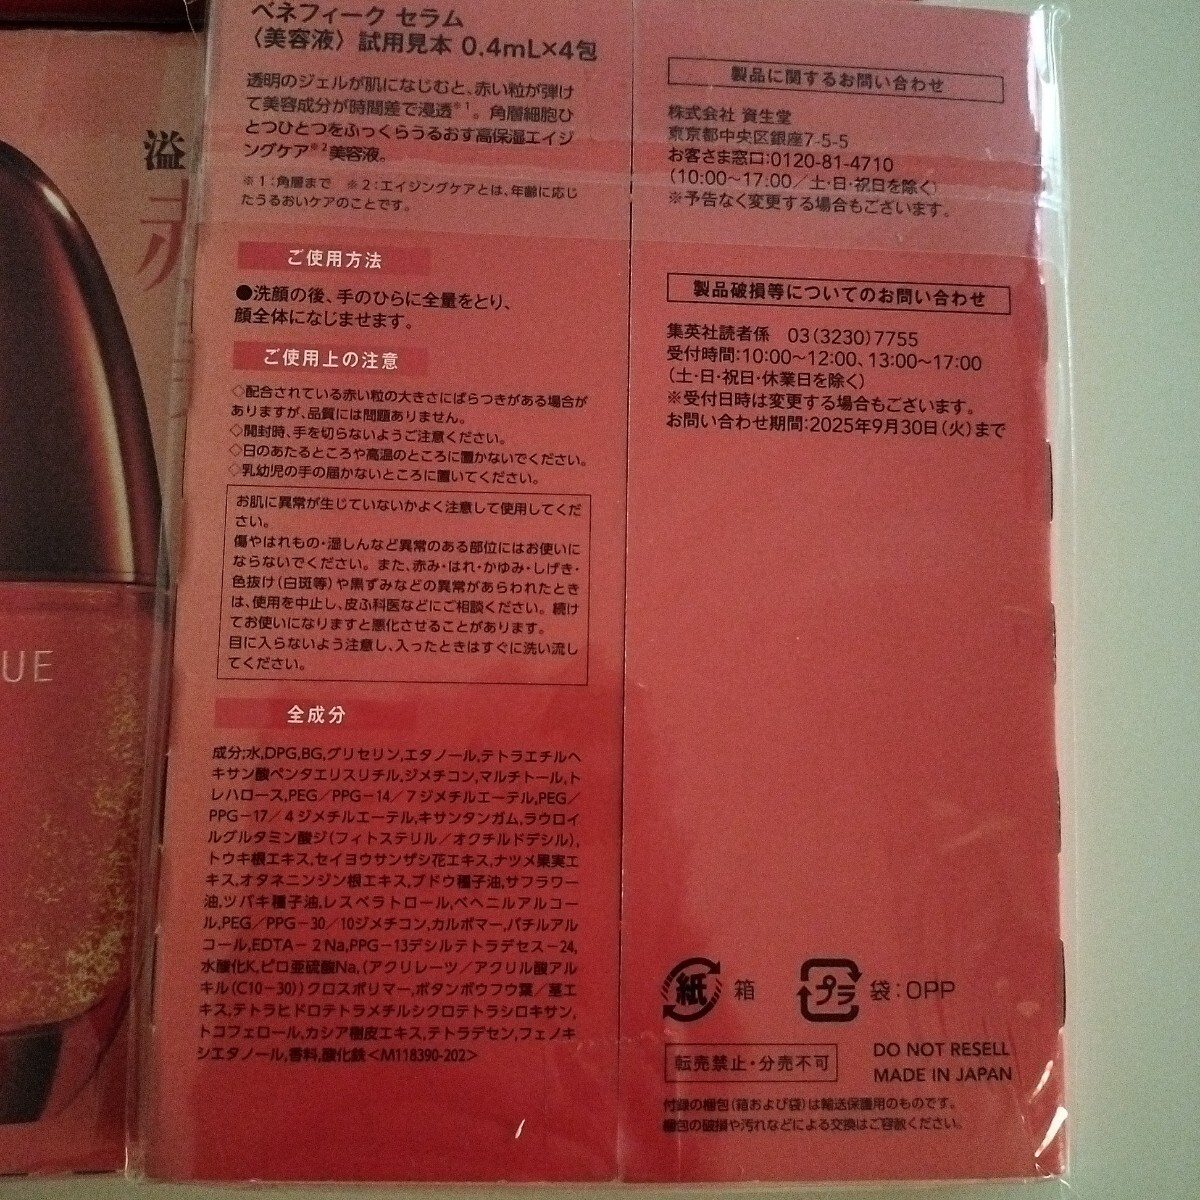 溢
赤
UE
ベネフィーク セラム
〈美容液〉 試用見本 0.4mL×4包
透明のジェルが肌になじむと、赤い粒が弾け
て美容成分が時間差で浸透※1。角層細胞ひ
とつひとつをふっくらうるおす高保湿エイジ
ングケア※2美容液。
※1:角層まで ※2:エイジングケアとは、年齢に応じ
たうるおいケアのことです。
ご使用方法
●洗顔の後、手のひらに全量をとり、
顔全体になじませます。
ご使用上の注意
◇配合されている赤い粒の大きさにばらつきがある場合が
ありますが、品質には問題ありません。
◇開封時、手を切らないようご注意ください。
◇日のあたるところや高温のところに置かないでください。
◇乳幼児の手の届かないところに置いてください。
お肌に異常が生じていないかよく注意して使用してくだ
さい。
傷やはれもの・湿しんなど異常のある部位にはお使いに
ならないでください。また、赤み・はれ・かゆみ・しげき・
色抜け(白斑等)や黒ずみなどの異常があらわれたとき
は、使用を中止し、皮ふ科医などにご相談ください。続け
てお使いになりますと悪化させることがあります。
目に入らないよう注意し、入ったときはすぐに洗い流し
てください。
全成分
成分:水,DPG,BG,グリセリン,エタノール,テトラエチルヘ
キサン酸ペンタエリスリチル,ジメチコン,マルチトール,ト
レハロース,PEG/PPG-14/7ジメチルエーテル,PEG/
PPG-17/4ジメチルエーテル,キサンタンガム,ラウロイ
ルグルタミン酸ジ(フィトステリル/オクチルドデシル),
トウキ根エキス,セイヨウサンザシ花エキス,ナツメ果実エ
キス,オタネニンジン根エキス,ブドウ種子油,サフラワー
油,ツバキ種子油,レスベラトロール,ベヘニルアルコー
ル,PEG/PPG-30/10ジメチコン,カルボマー,バチルアル
コール,EDTA-2Na,PPG-13デシルテトラデセス-24,
水酸化K,ピロ亜硫酸Na,(アクリレーツ/アクリル酸アル
キル(C10-30))クロスポリマー,ボタンボウフウ葉/茎エ
キス,テトラヒドロテトラメチルシクロテトラシロキサン,
トコフェロール,カシア樹皮エキス,テトラデセン,フェノキ
シエタノール,香料,酸化鉄<M118390-202>
製品に関するお問い合わせ
株式会社 資生堂
東京都中央区銀座7-5-5
お客さま窓口:0120-81-4710
(10:00〜17:00/土・日・祝日を除く)
※予告なく変更する場合もございます。
製品破損等についてのお問い合わせ
集英社読者係 03(3230)7755
受付時間:10:00〜12:00、13:00〜17:00
(土・日・祝日・休業日を除く)
※受付日時は変更する場合もございます。
お問い合わせ期間:2025年9月30日(火)まで
紙 箱 プラ 袋:OPP
転売禁止・分売不可
DO NOT RESELL
MADE IN JAPAN
付録の梱包(箱および袋)は輸送保護用のものです。
梱包の破損や汚れなどによる交換はご容赦ください。